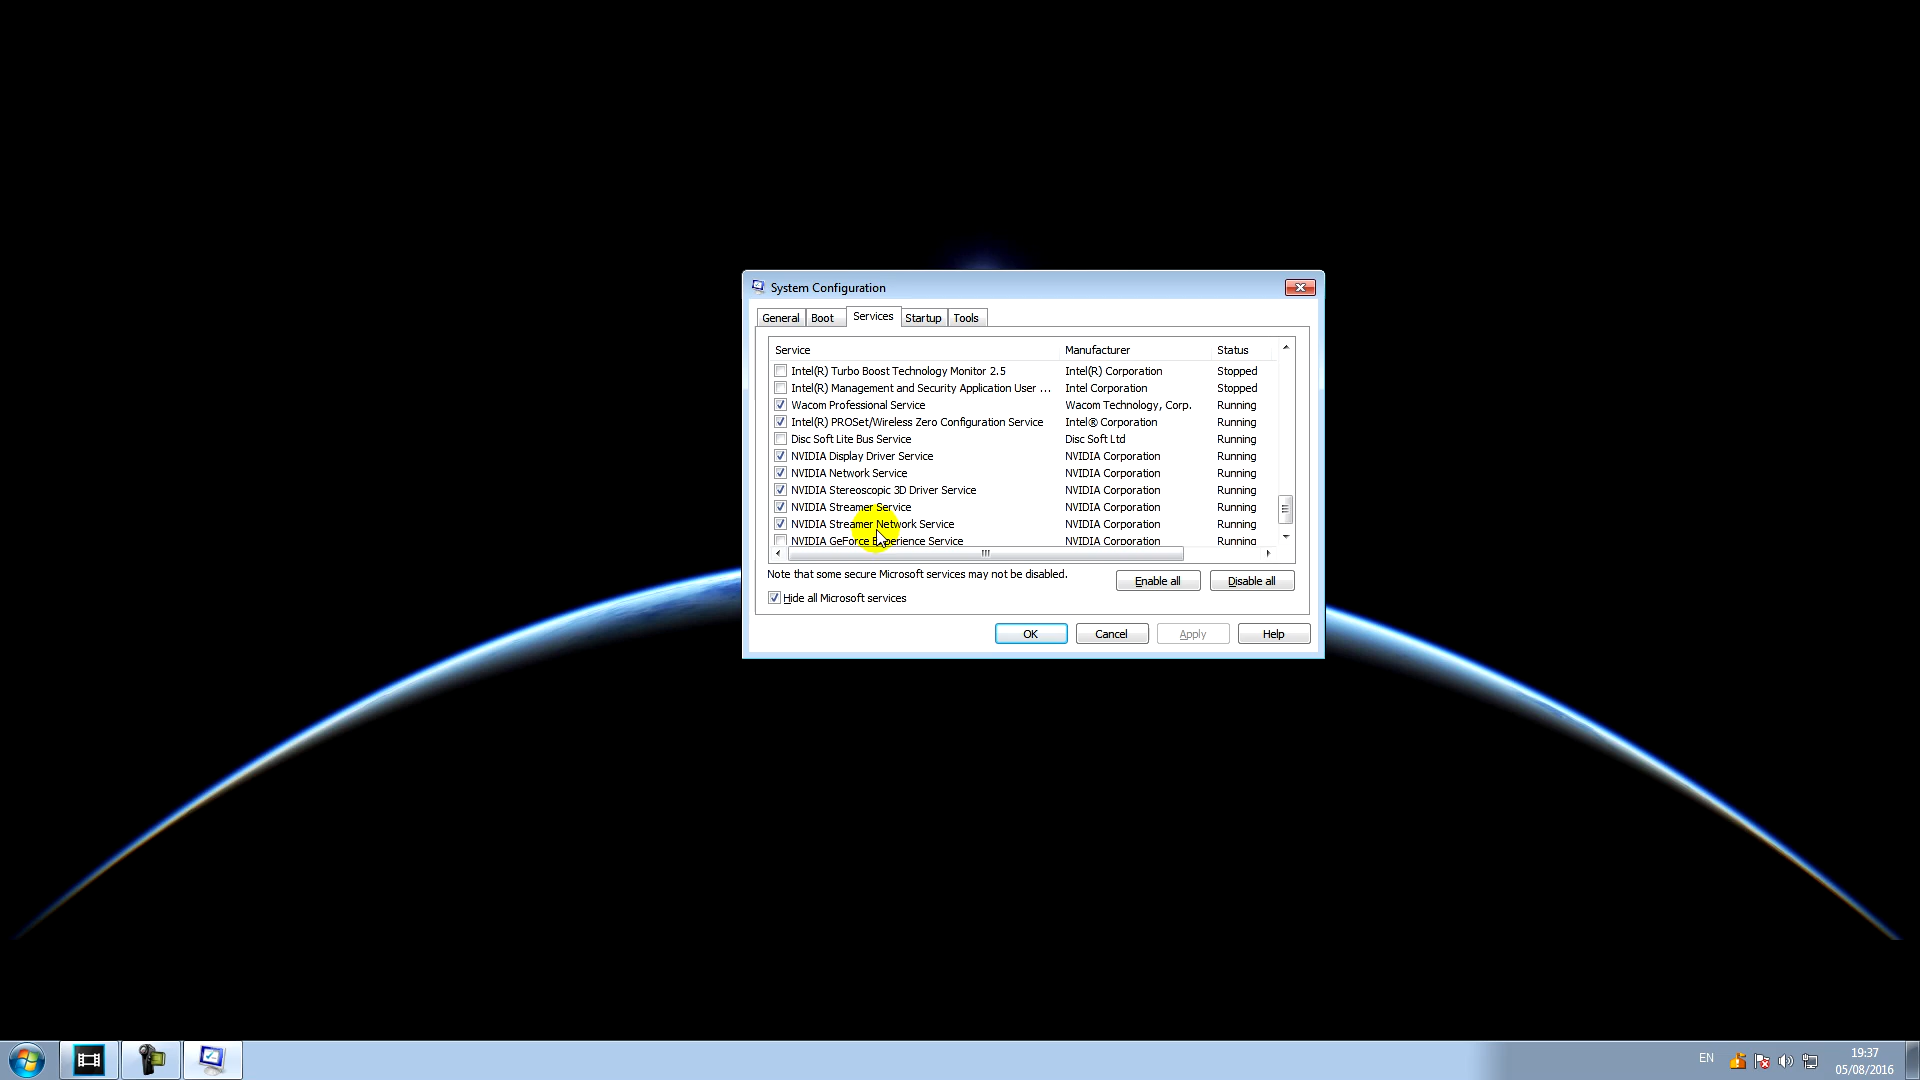 System Configuration
General Boot Services Startup Tools
Service Manufacturer Status
Intel(R) Turbo Boost Technology Monitor 2.5 Intel(R) Corporation Stopped
Intel(R) Management and Security Application User ... Intel Corporation Stopped
Wacom Professional Service Wacom Technology, Corp. Running
Intel(R) PROSet/Wireless Zero Configuration Service Intel® Corporation Running
Disc Soft Lite Bus Service Disc Soft Ltd Running
NVIDIA Display Driver Service NVIDIA Corporation Running
NVIDIA Network Service NVIDIA Corporation Running
NVIDIA Stereoscopic 3D Driver Service NVIDIA Corporation Running
NVIDIA Streamer Service NVIDIA Corporation Running
NVIDIA Streamer Network Service NVIDIA Corporation Running
NVIDIA GeForce Experience Service NVIDIA Corporation Running
Note that some secure Microsoft services may not be disabled.
Enable all Disable all
Hide all Microsoft services
OK Cancel Apply Help
EN 19:37
05/08/2016